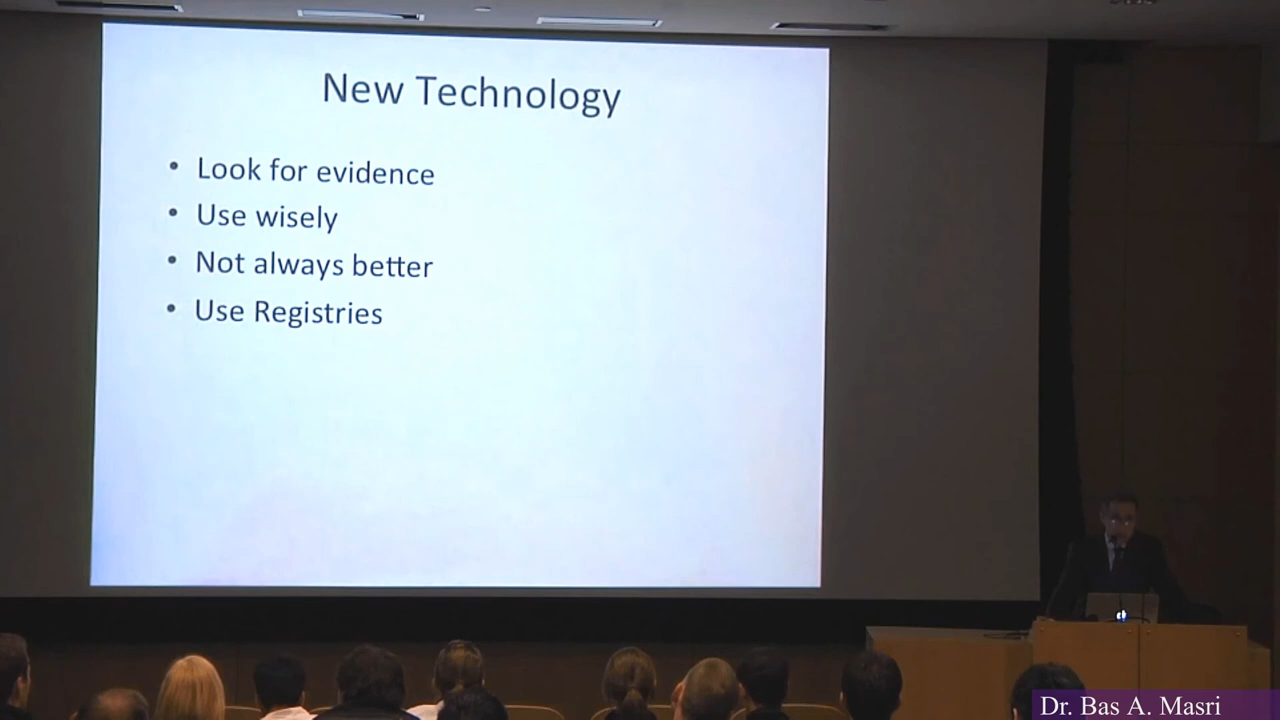 New Technology
• Look for evidence
• Use wisely
• Not always better
• Use Registries
Dr. Bas A. Masri